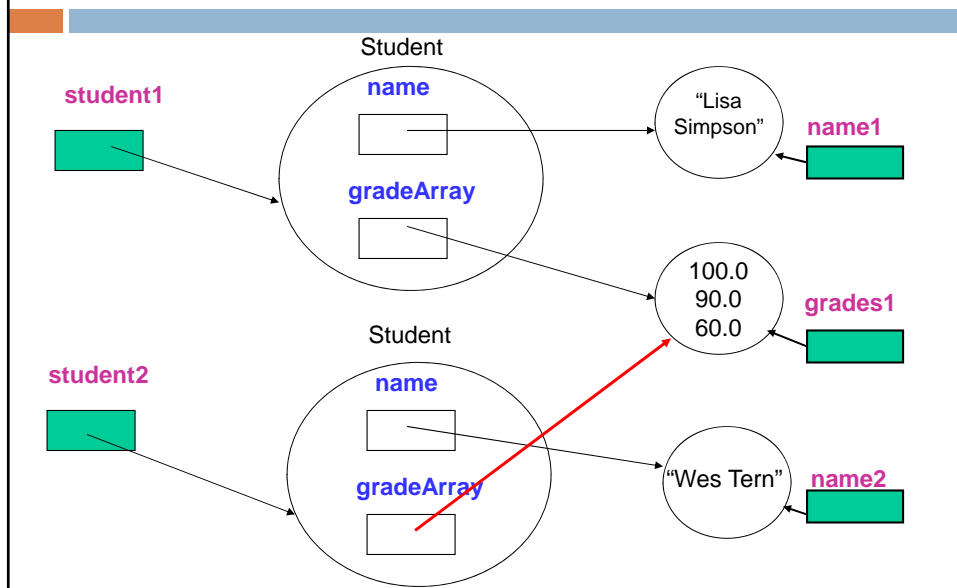 Student
student1
name
“Lisa
Simpson”
name1
gradeArray
100.0
90.0
60.0
grades1
Student
student2
name
gradeArray
“Wes Tern”
name2